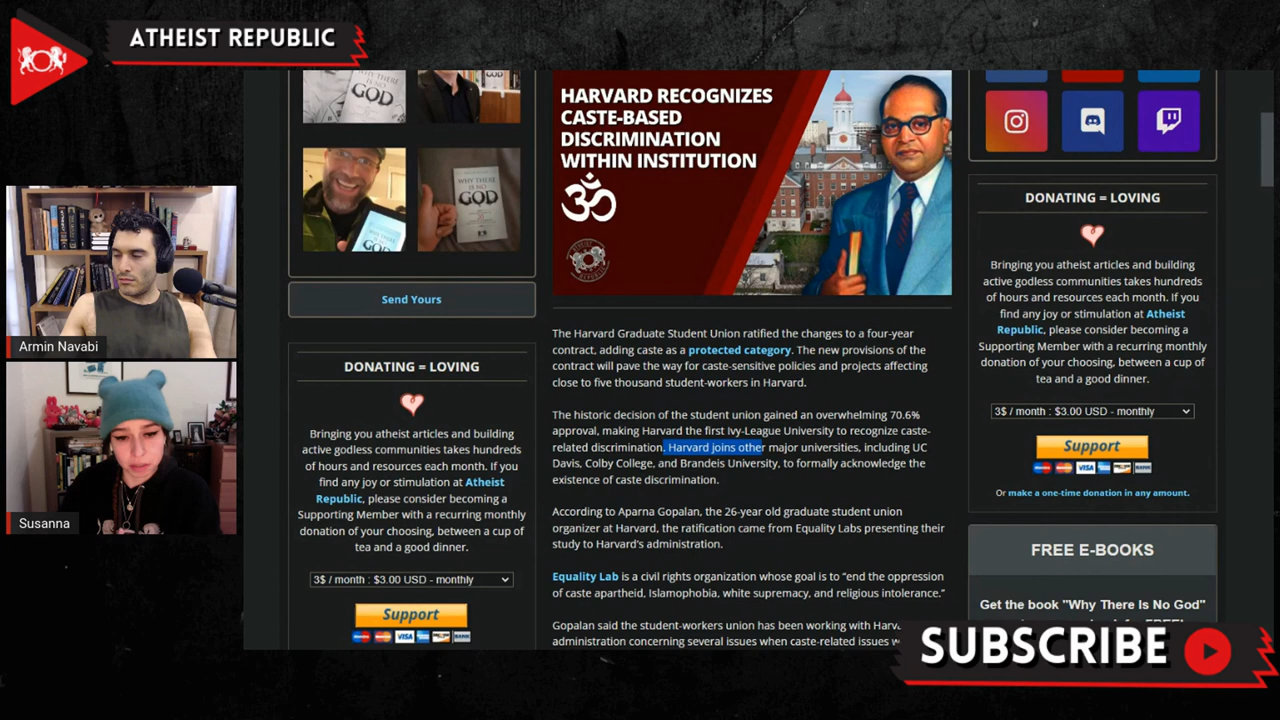 ATHEIST REPUBLIC
Armin Navabi
Susanna
WHY THERE
IS NO
GOD
Send Yours
DONATING = LOVING
Bringing you atheist articles and building
active godless communities takes hundreds
of hours and resources each month. If you
find any joy or stimulation at Atheist
Republic, please consider becoming a
Supporting Member with a recurring monthly
donation of your choosing, between a cup of
tea and a good dinner.
3$ / month : $3.00 USD - monthly
Support
HARVARD RECOGNIZES
CASTE-BASED
DISCRIMINATION
WITHIN INSTITUTION
ॐ
The Harvard Graduate Student Union ratified the changes to a four-year
contract, adding caste as a protected category. The new provisions of the
contract will pave the way for caste-sensitive policies and projects affecting
close to five thousand student-workers in Harvard.
The historic decision of the student union gained an overwhelming 70.6%
approval, making Harvard the first Ivy-League University to recognize caste-
related discrimination. Harvard joins other major universities, including UC
Davis, Colby College, and Brandeis University, to formally acknowledge the
existence of caste discrimination.
According to Aparna Gopalan, the 26-year old graduate student union
organizer at Harvard, the ratification came from Equality Labs presenting their
study to Harvard's administration.
Equality Lab is a civil rights organization whose goal is to “end the oppression
of caste apartheid, Islamophobia, white supremacy, and religious intolerance.”
Gopalan said the student-workers union has been working with
administration concerning several issues when caste-related issues
DONATING = LOVING
Bringing you atheist articles and building
active godless communities takes hundreds
of hours and resources each month. If you
find any joy or stimulation at Atheist
Republic, please consider becoming a
Supporting Member with a recurring monthly
donation of your choosing, between a cup of
tea and a good dinner.
3$ / month : $3.00 USD - monthly
Support
Or make a one-time donation in any amount.
FREE E-BOOKS
Get the book "Why There Is No God"
SUBSCRIBE